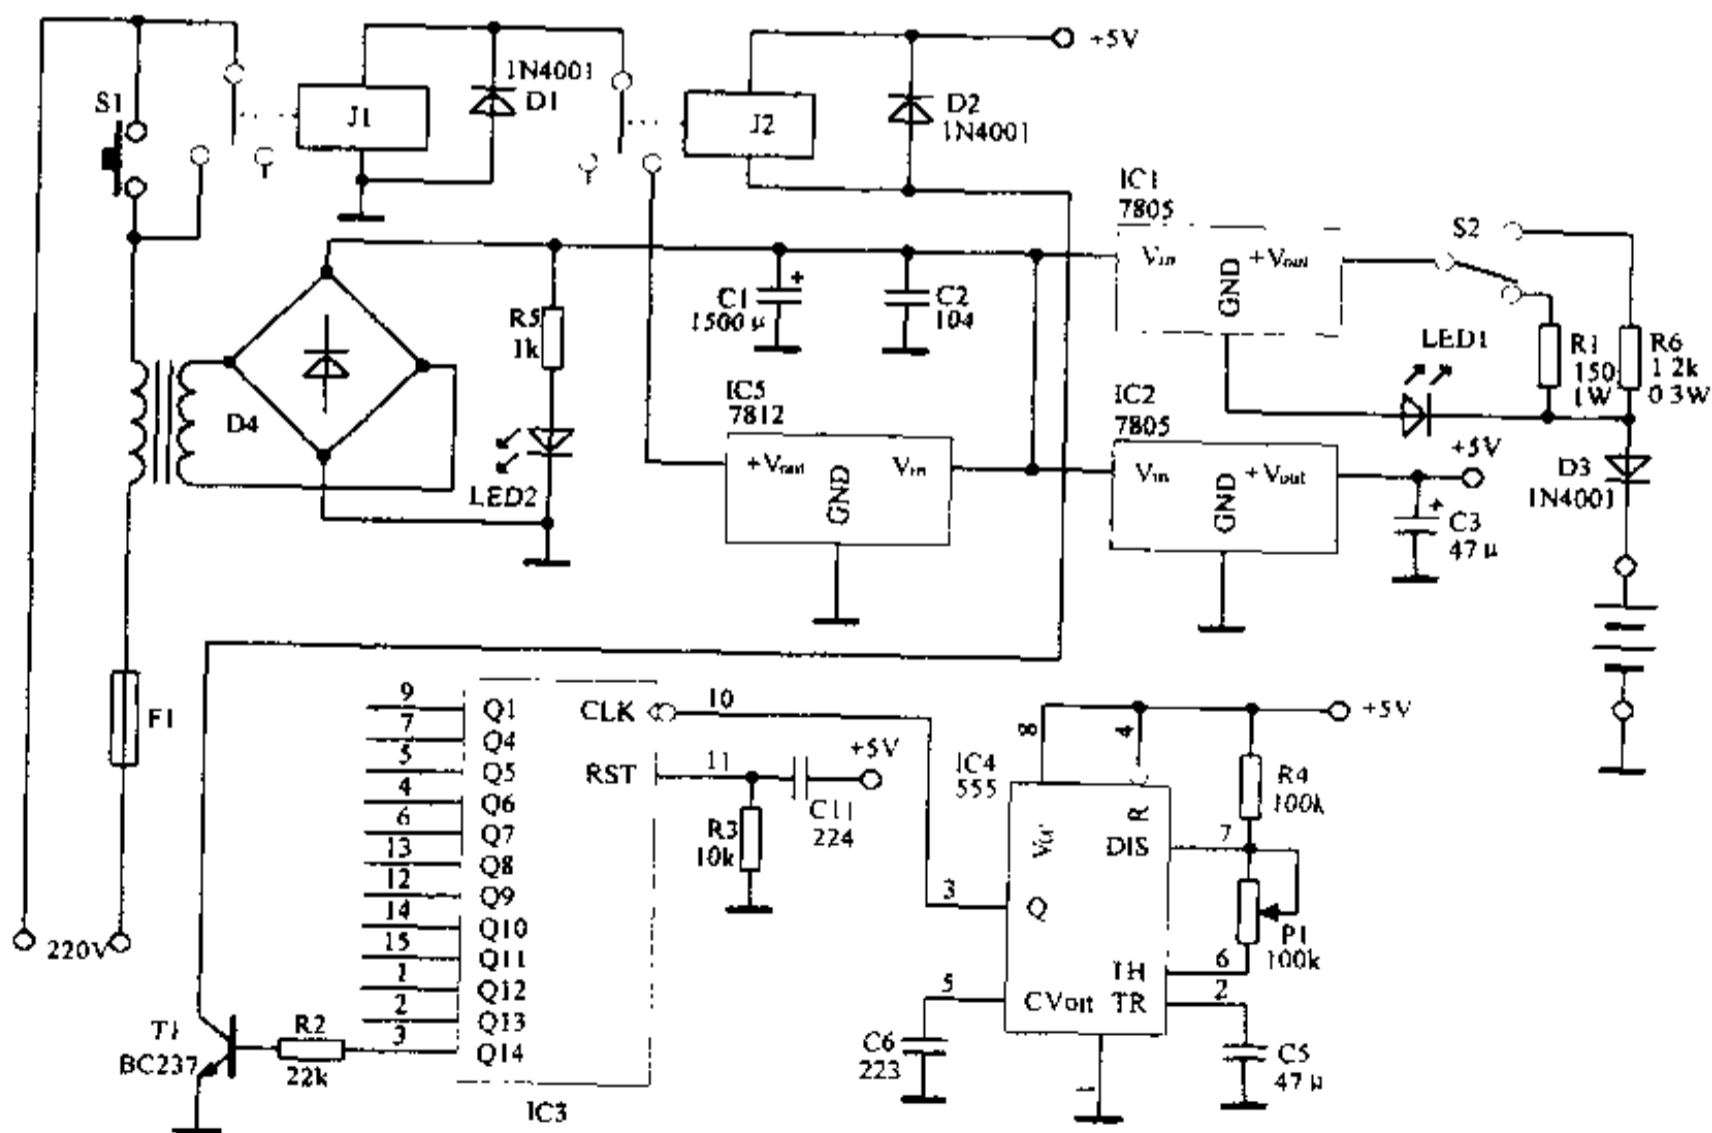 +5V
1N4001
D1
S1
J1
J2
D2
1N4001
IC1
7805
S2
Vin
+Vout
GND
C1
1500μ
+
C2
104
R5
1k
LED1
R1
150
1W
R6
1.2k
0.3W
D4
IC5
7812
+Vout
Vin
GND
IC2
7805
Vin
+Vout
GND
+5V
D3
1N4001
LED2
+
C3
47μ
F1
220V
9
Q1
7
Q4
5
Q5
4
Q6
6
Q7
13
Q8
12
Q9
14
Q10
15
Q11
1
Q12
2
Q13
3
Q14
CLK
10
RST
11
+5V
R3
10k
C11
224
IC3
T1
BC237
R2
22k
IC4
555
8
4
+5V
R4
100k
Vcc
R
DIS
7
3
Q
P1
100k
TH
6
5
TR
2
C6
223
1
C5
47μ